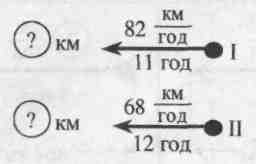 82 км/год
? км I
11 год
68 км/год
? км II
12 год